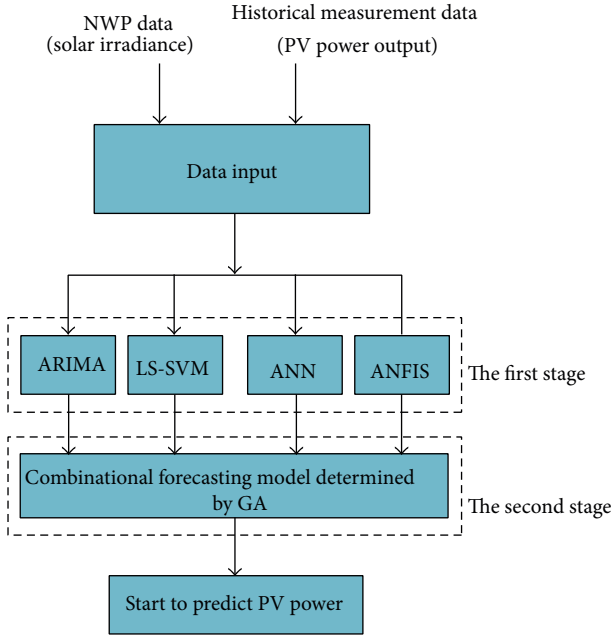 NWP data
(solar irradiance)
Historical measurement data
(PV power output)
Data input
ARIMA
LS-SVM
ANN
ANFIS
The first stage
Combinational forecasting model determined
by GA
The second stage
Start to predict PV power